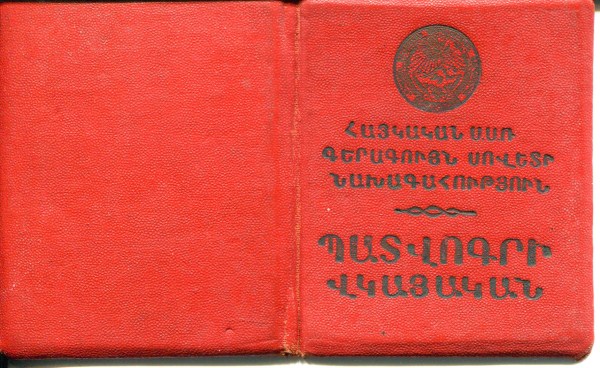 ՀԱՅԿԱԿԱՆ ՍՍՌ
ԳԵՐԱԳՈՒՅՆ ՍՈՎԵՏԻ
ՆԱԽԱԳԱՀՈՒԹՅՈՒՆ
ՊԱՏՎՈԳՐԻ
ՎԿԱՅԱԿԱՆ